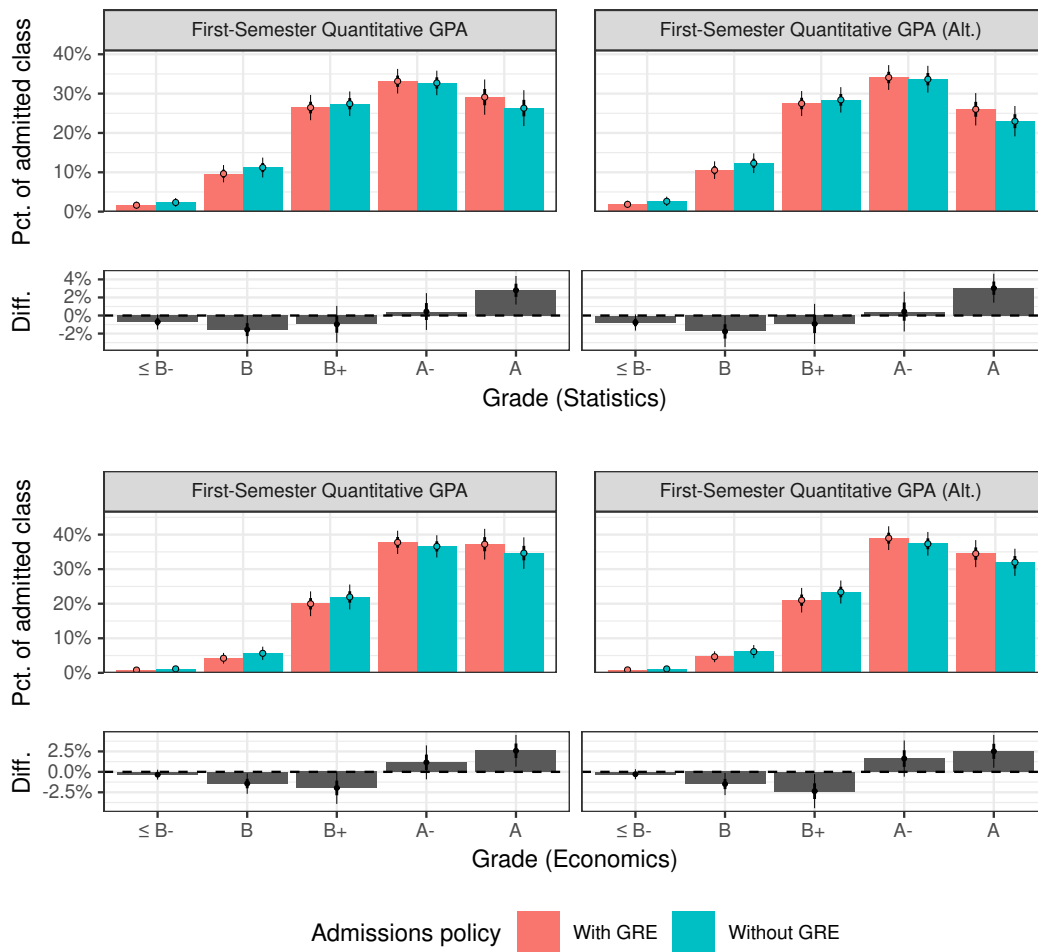 First-Semester Quantitative GPA
First-Semester Quantitative GPA (Alt.)
Pct. of admitted class
40%
30%
20%
10%
0%
Diff.
4%
2%
0%
-2%
≤ B- B B+ A- A
≤ B- B B+ A- A
Grade (Statistics)
First-Semester Quantitative GPA
First-Semester Quantitative GPA (Alt.)
Pct. of admitted class
40%
30%
20%
10%
0%
Diff.
2.5%
0.0%
-2.5%
≤ B- B B+ A- A
≤ B- B B+ A- A
Grade (Economics)
Admissions policy With GRE Without GRE